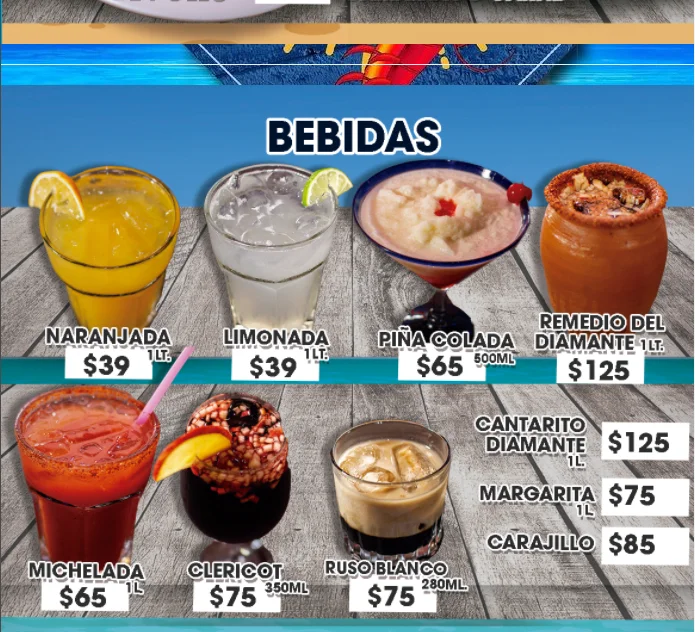 BEBIDAS
NARANJADA 1LT.
$39
LIMONADA 1LT.
$39
PIÑA COLADA 500ML
$65
REMEDIO DEL
DIAMANTE 1LT.
$125
MICHELADA 1L
$65
CLERICOT 350ML
$75
RUSO BLANCO 280ML.
$75
CANTARITO
DIAMANTE
1L.
$125
MARGARITA
1L
$75
CARAJILLO $85